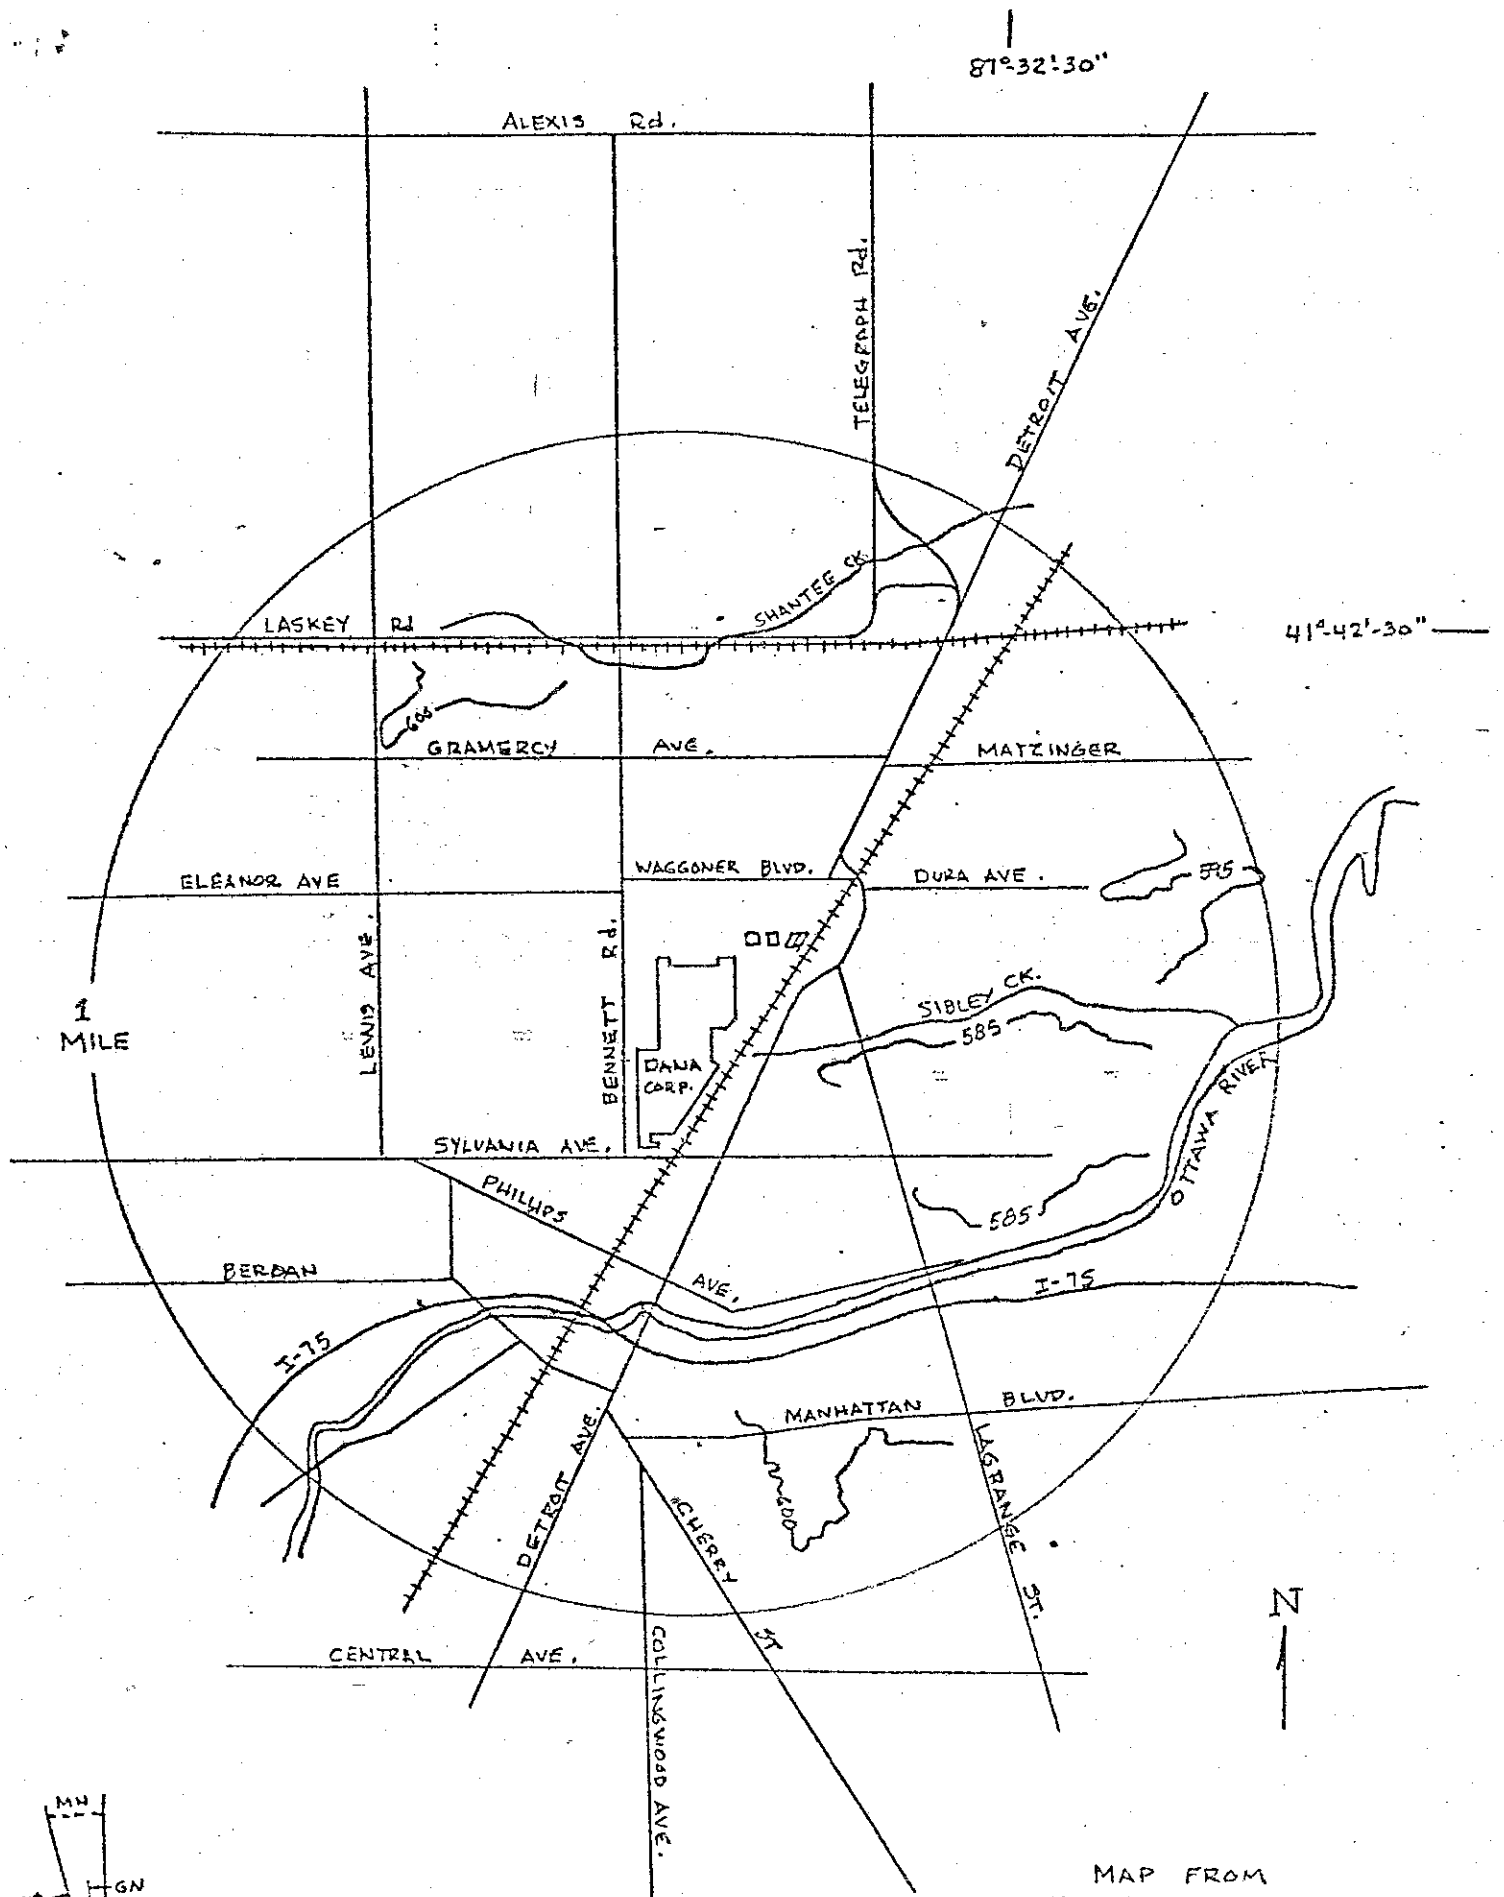 87°-32'-30"
ALEXIS Rd.
TELEGRAPH Rd.
DETROIT AVE.
SHANTEE CK.
LASKEY Rd
41°-42'-30"
600
GRAMERCY AVE.
MATZINGER
WAGGONER BLVD.
ELEANOR AVE
DURA AVE.
595
LEWIS AVE.
BENNETT Rd.
1
MILE
SIBLEY CK.
585
DANA
CORP.
OTTAWA RIVER
SYLVANIA AVE.
PHILLIPS AVE.
585
BERDAN
I-75
I-75
MANHATTAN BLVD.
DETROIT AVE.
CHERRY ST
600
LAGRANGE ST.
N
CENTRAL AVE.
COLLINGWOOD AVE.
MN
GN
MAP FROM